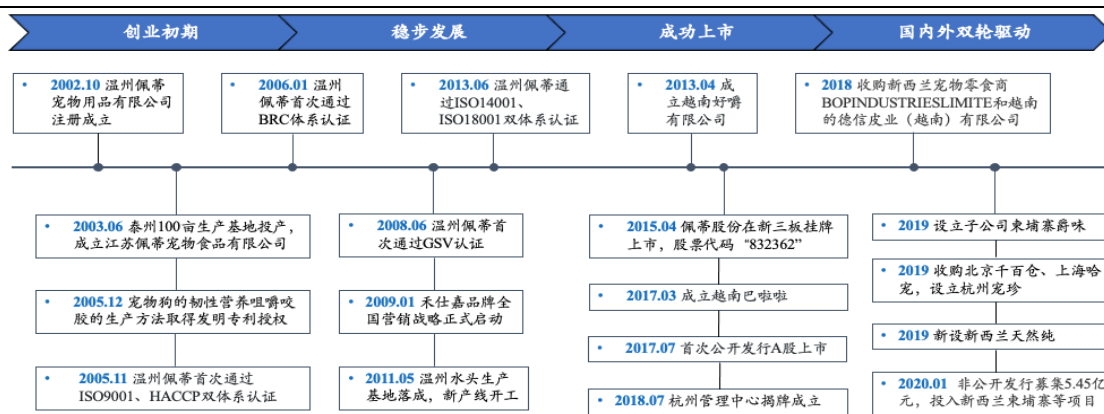 创业初期
稳步发展
成功上市
国内外双轮驱动
• 2002.10 温州佩蒂
宠物用品有限公司
注册成立
• 2006.01 温州
佩蒂首次通过
BRC体系认证
• 2013.06 温州佩蒂通
过ISO14001、
ISO18001双体系认证
• 2013.04 成
立越南好嚼
有限公司
• 2018 收购新西兰宠物零食商
BOPINDUSTRIESLIMITE和越南
的德信皮业（越南）有限公司
• 2003.06 泰州100亩生产基地投产，
成立江苏佩蒂宠物食品有限公司
• 2005.12 宠物狗的韧性营养咀嚼咬
胶的生产方法取得发明专利授权
• 2005.11 温州佩蒂首次通过
ISO9001、HACCP双体系认证
• 2008.06 温州佩蒂首
次通过GSV认证
• 2009.01 禾仕嘉品牌全
国营销战略正式启动
• 2011.05 温州水头生产
基地落成，新产线开工
• 2015.04 佩蒂股份在新三板挂牌
上市，股票代码“832362”
• 2017.03 成立越南巴啦啦
• 2017.07 首次公开发行A股上市
• 2018.07 杭州管理中心揭牌成立
• 2019 设立子公司柬埔寨爵味
• 2019 收购北京千百仓、上海哈
宠，设立杭州宠珍
• 2019 新设新西兰天然纯
• 2020.01 非公开发行募集5.45亿
元，投入新西兰柬埔寨等项目